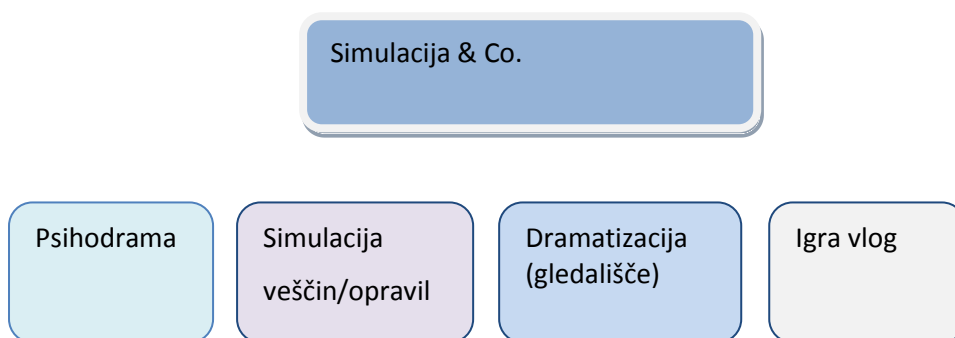 Simulacija & Co.
Psihodrama
Simulacija
veščin/opravil
Dramatizacija
(gledališče)
Igra vlog